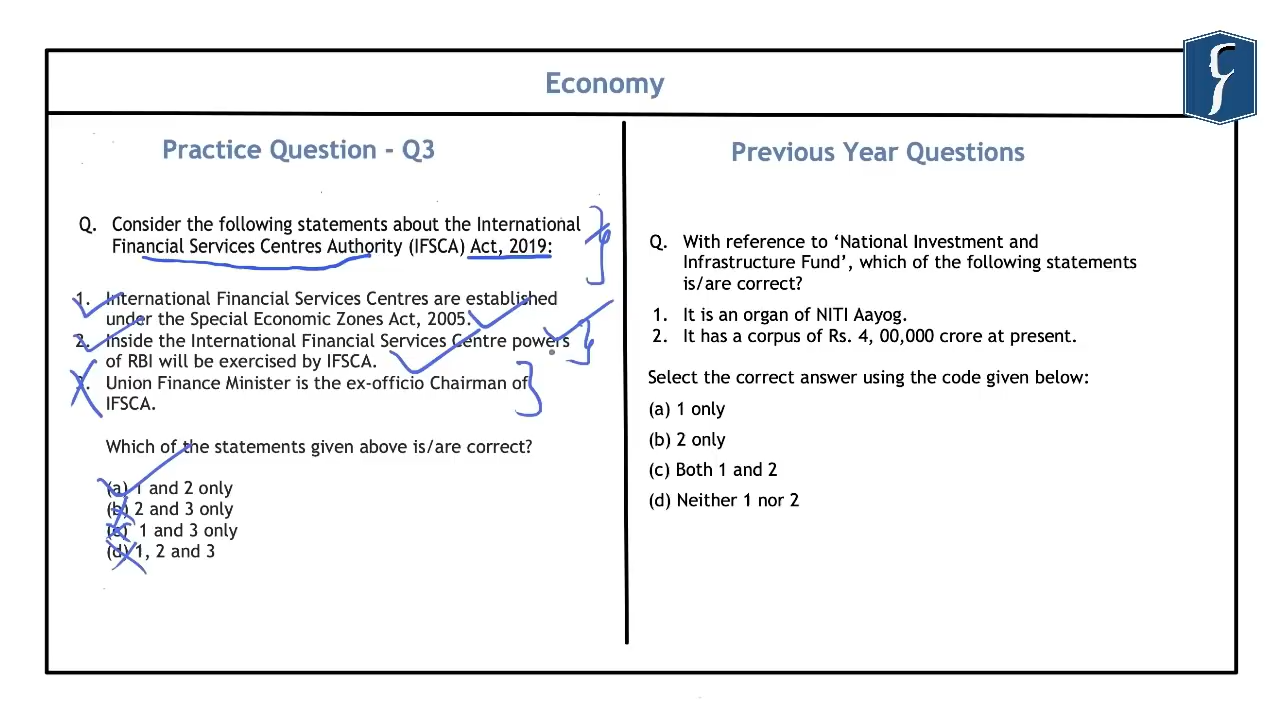 Economy
Practice Question - Q3
Q. Consider the following statements about the International
Financial Services Centres Authority (IFSCA) Act, 2019:
1. International Financial Services Centres are established
under the Special Economic Zones Act, 2005.
2. Inside the International Financial Services Centre powers
of RBI will be exercised by IFSCA.
3. Union Finance Minister is the ex-officio Chairman of
IFSCA.
Which of the statements given above is/are correct?
(a) 1 and 2 only
(b) 2 and 3 only
(c) 1 and 3 only
(d) 1, 2 and 3
Previous Year Questions
Q. With reference to ‘National Investment and
Infrastructure Fund’, which of the following statements
is/are correct?
1. It is an organ of NITI Aayog.
2. It has a corpus of Rs. 4, 00,000 crore at present.
Select the correct answer using the code given below:
(a) 1 only
(b) 2 only
(c) Both 1 and 2
(d) Neither 1 nor 2